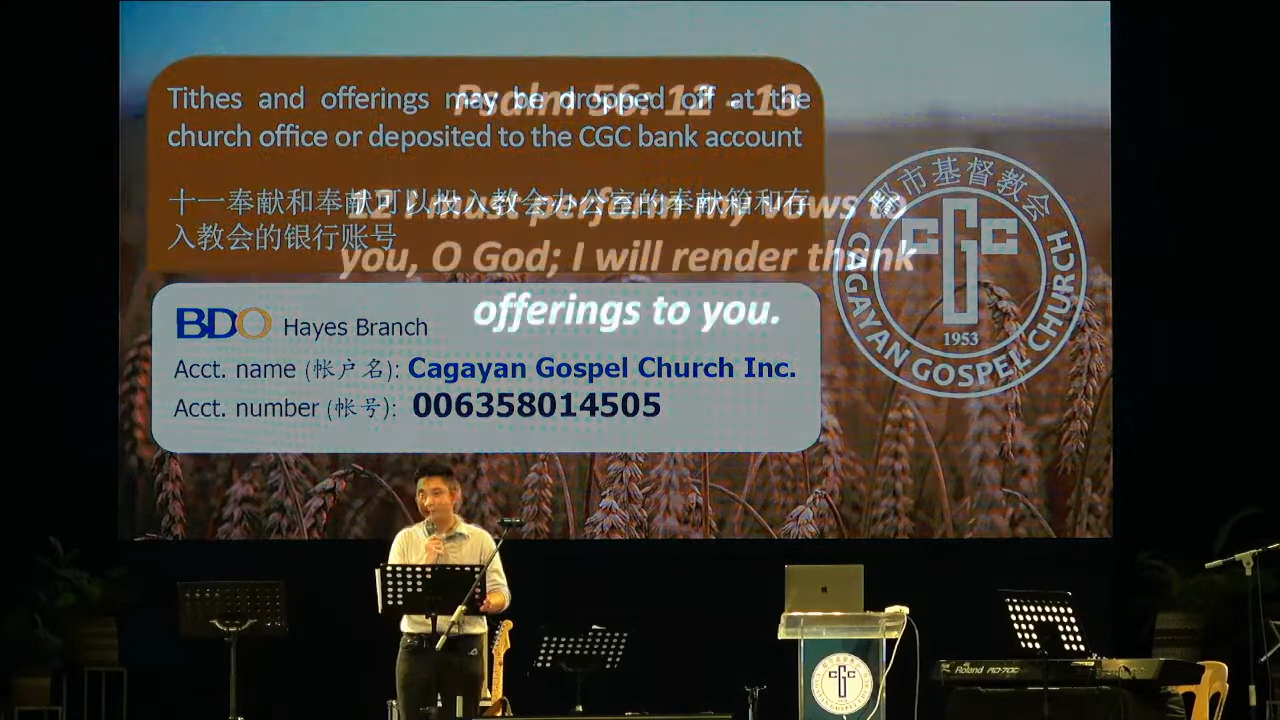 Tithes and offerings may be dropped off at the
church office or deposited to the CGC bank account
十一奉献和奉献可以投入教会办公室的奉献箱和存
入教会的银行账号
Psalm 56: 12 - 13
12 I must perform my vows to
you, O God; I will render thank
offerings to you.
BDO Hayes Branch
Acct. name (帐户名): Cagayan Gospel Church Inc.
Acct. number (帐号): 006358014505
市基督教会
CGC
1953
CAGAYAN GOSPEL CHURCH
Roland RD-700
CGC